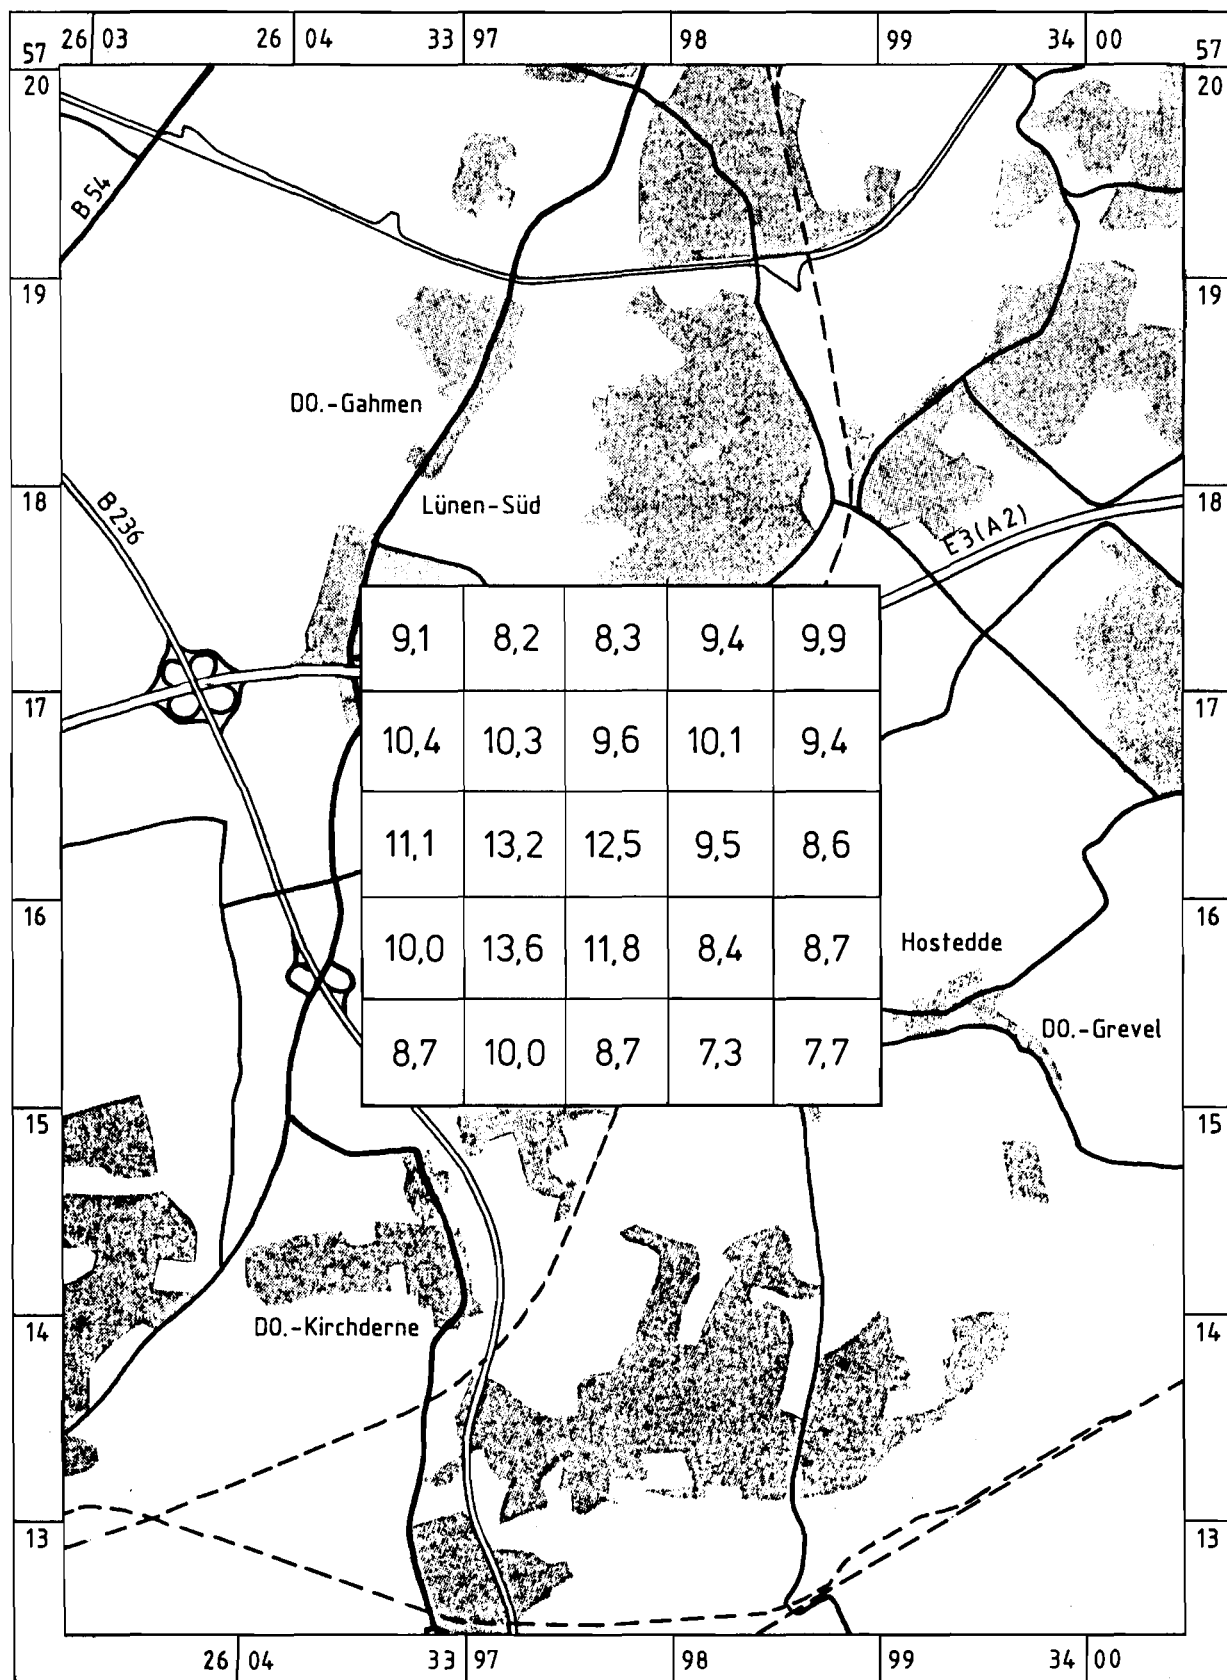 57 26 03 26 04 33 97 98 99 34 00 57
20 20
B 54
19 19
DO.-Gahmen
18 18
Lünen-Süd
B 236
E3(A2)
9,1 8,2 8,3 9,4 9,9
17 17
10,4 10,3 9,6 10,1 9,4
11,1 13,2 12,5 9,5 8,6
16 16
10,0 13,6 11,8 8,4 8,7
Hostedde
DO.-Grevel
8,7 10,0 8,7 7,3 7,7
15 15
14 14
DO.-Kirchderne
13 13
26 04 33 97 98 99 34 00